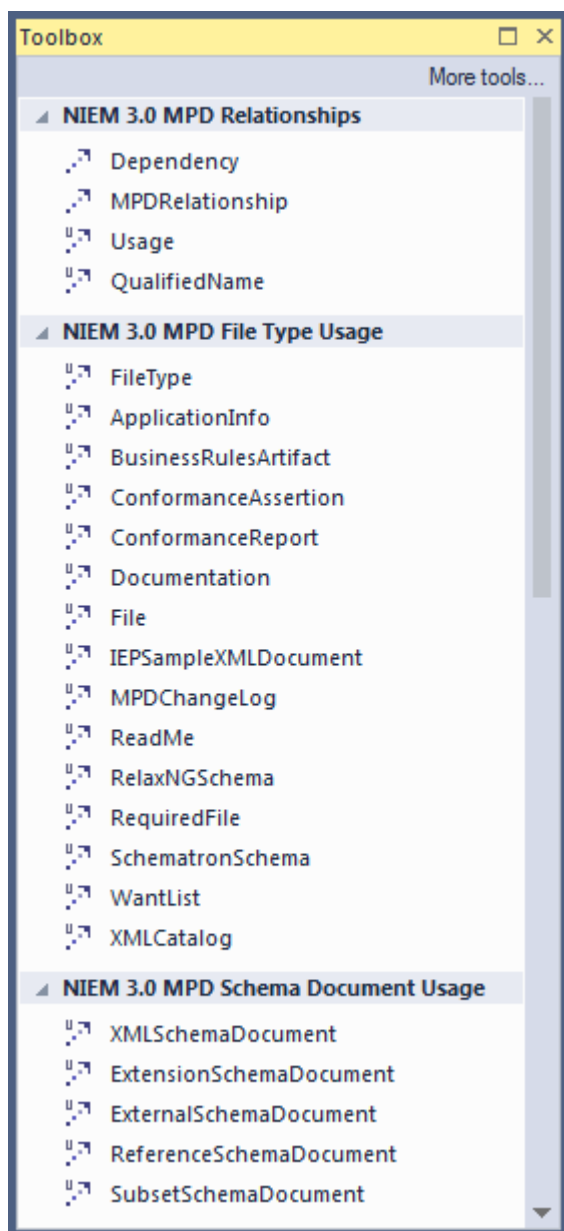 Toolbox
More tools...
NIEM 3.0 MPD Relationships
Dependency
MPDRelationship
Usage
QualifiedName
NIEM 3.0 MPD File Type Usage
FileType
ApplicationInfo
BusinessRulesArtifact
ConformanceAssertion
ConformanceReport
Documentation
File
IEPSampleXMLDocument
MPDChangeLog
ReadMe
RelaxNGSchema
RequiredFile
SchematronSchema
WantList
XMLCatalog
NIEM 3.0 MPD Schema Document Usage
XMLSchemaDocument
ExtensionSchemaDocument
ExternalSchemaDocument
ReferenceSchemaDocument
SubsetSchemaDocument